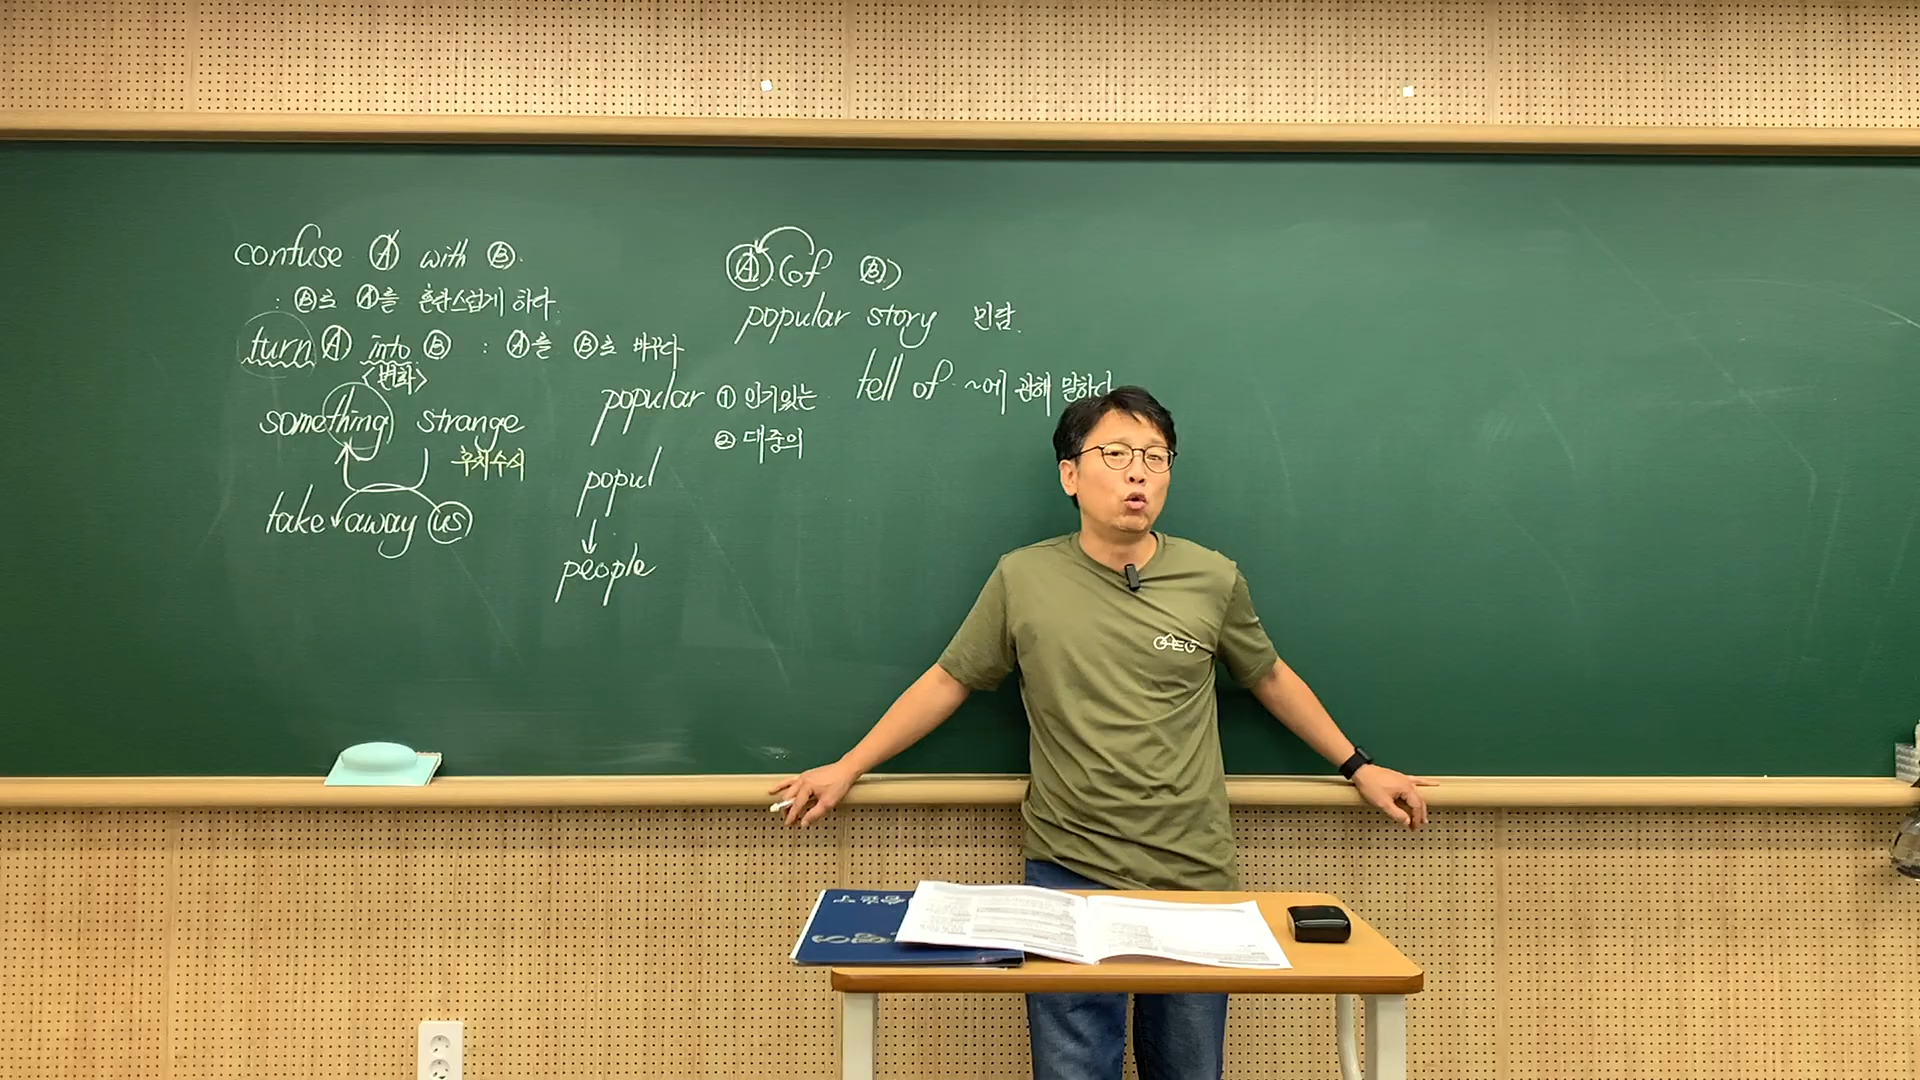 confuse Ⓐ with Ⓑ.
: Ⓑ로 Ⓐ를 혼란스럽게 하다
turn Ⓐ into Ⓑ : Ⓐ를 Ⓑ로 바꾸다
<변화>
something strange
후치수식
take away us
Ⓐ (of Ⓑ)
popular story 민담.
popular ① 인기있는
② 대중의
popul
↓
people
tell of ~에 관해 말하다